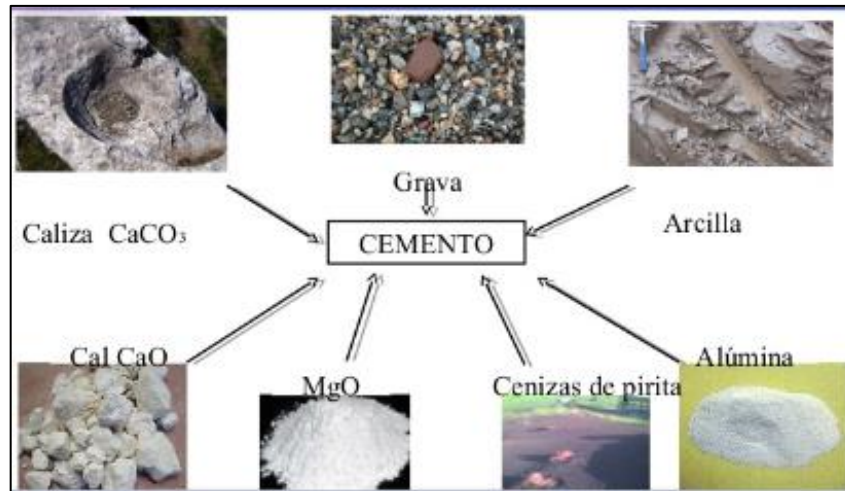 Grava
Caliza CaCO₃
CEMENTO
Arcilla
Cal CaO
MgO
Cenizas de pirita
Alúmina